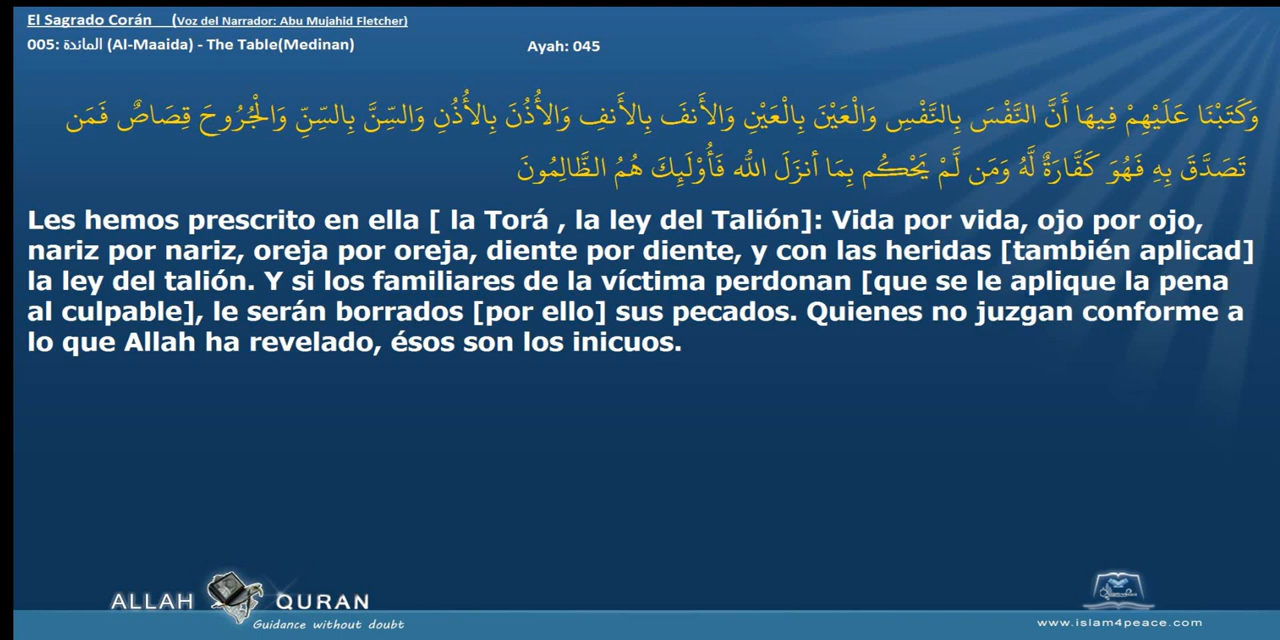 El Sagrado Corán (Voz del Narrador: Abu Mujahid Fletcher)
005: المائدة (Al-Maaida) - The Table(Medinan) Ayah: 045
وَكَتَبْنَا عَلَيْهِمْ فِيهَا أَنَّ النَّفْسَ بِالنَّفْسِ وَالْعَيْنَ بِالْعَيْنِ وَالأَنفَ بِالأَنفِ وَالأُذُنَ بِالأُذُنِ وَالسِّنَّ بِالسِّنِّ وَالْجُرُوحَ قِصَاصٌ فَمَن
تَصَدَّقَ بِهِ فَهُوَ كَفَّارَةٌ لَّهُ وَمَن لَّمْ يَحْكُم بِمَا أنزَلَ اللّه فَأُوْلَئِكَ هُمُ الظَّالِمُونَ
Les hemos prescrito en ella [ la Torá , la ley del Talión]: Vida por vida, ojo por ojo,
nariz por nariz, oreja por oreja, diente por diente, y con las heridas [también aplicad]
la ley del talión. Y si los familiares de la víctima perdonan [que se le aplique la pena
al culpable], le serán borrados [por ello] sus pecados. Quienes no juzgan conforme a
lo que Allah ha revelado, ésos son los inicuos.
ALLAH QURAN
Guidance without doubt
www.islam4peace.com